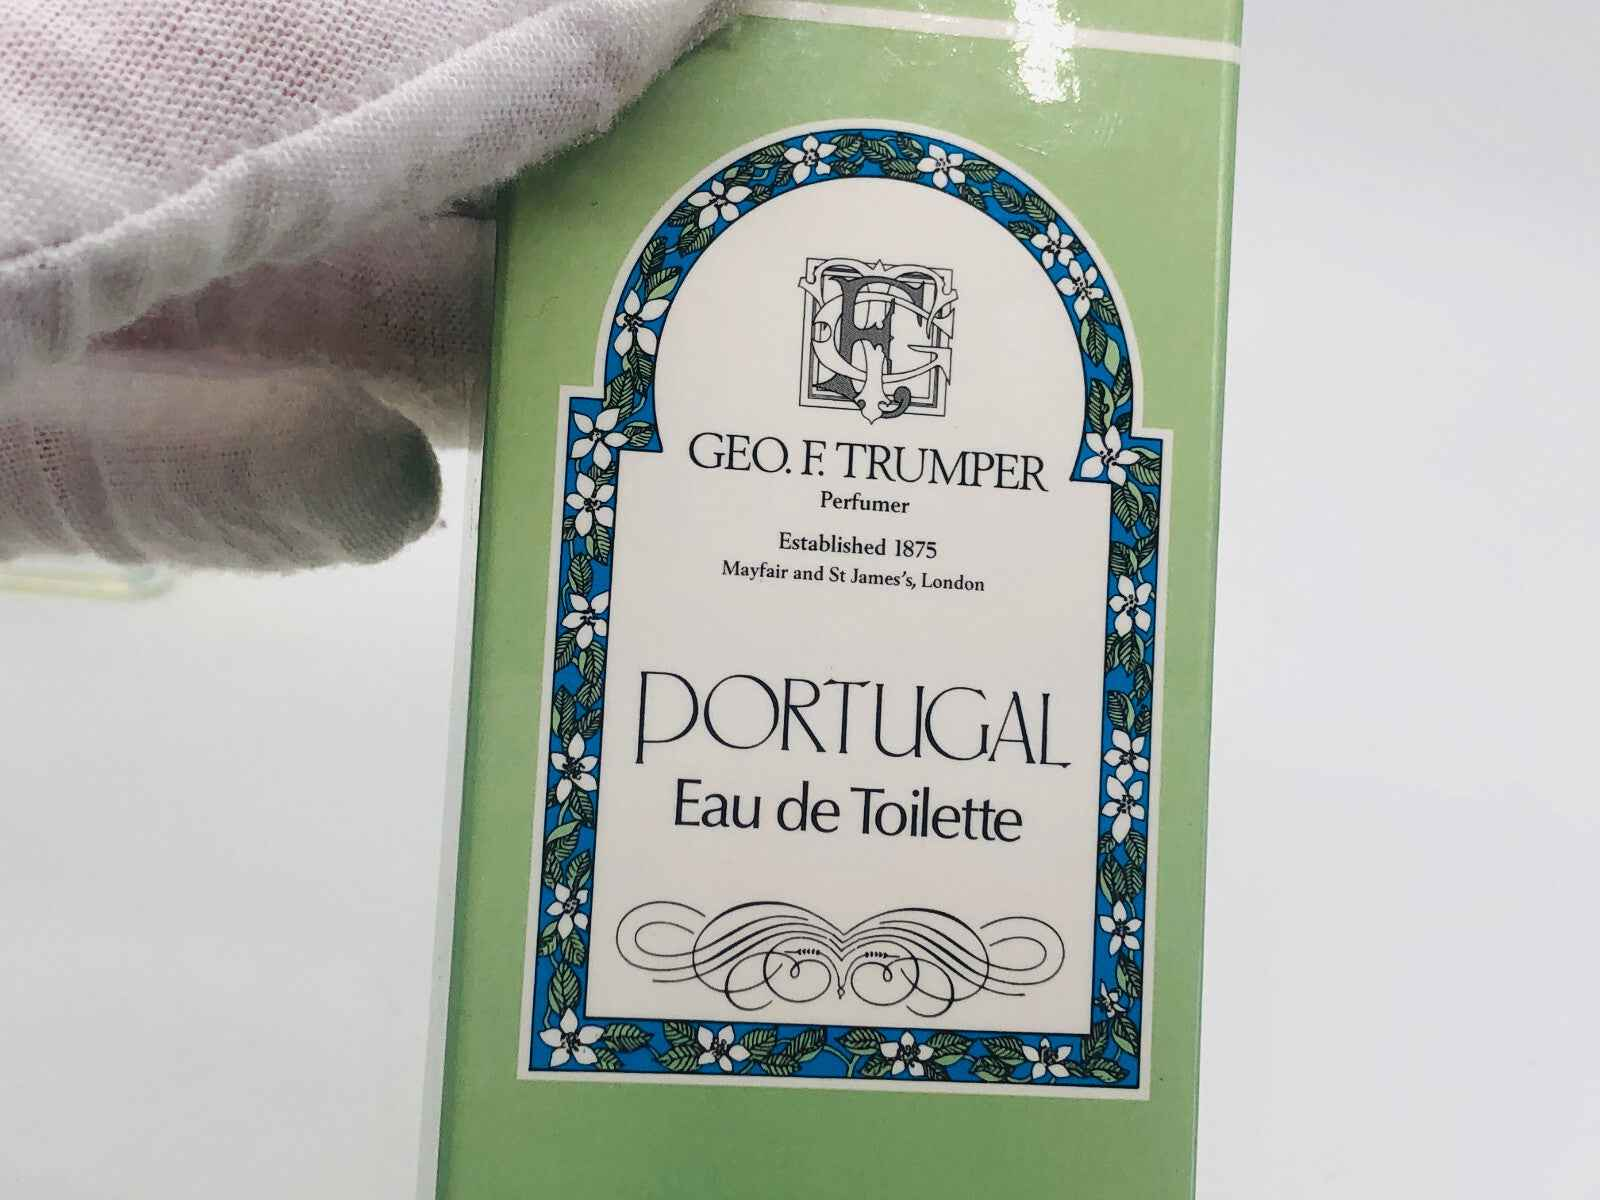 GEO. F. TRUMPER
Perfumer
Established 1875
Mayfair and St James's, London
PORTUGAL
Eau de Toilette